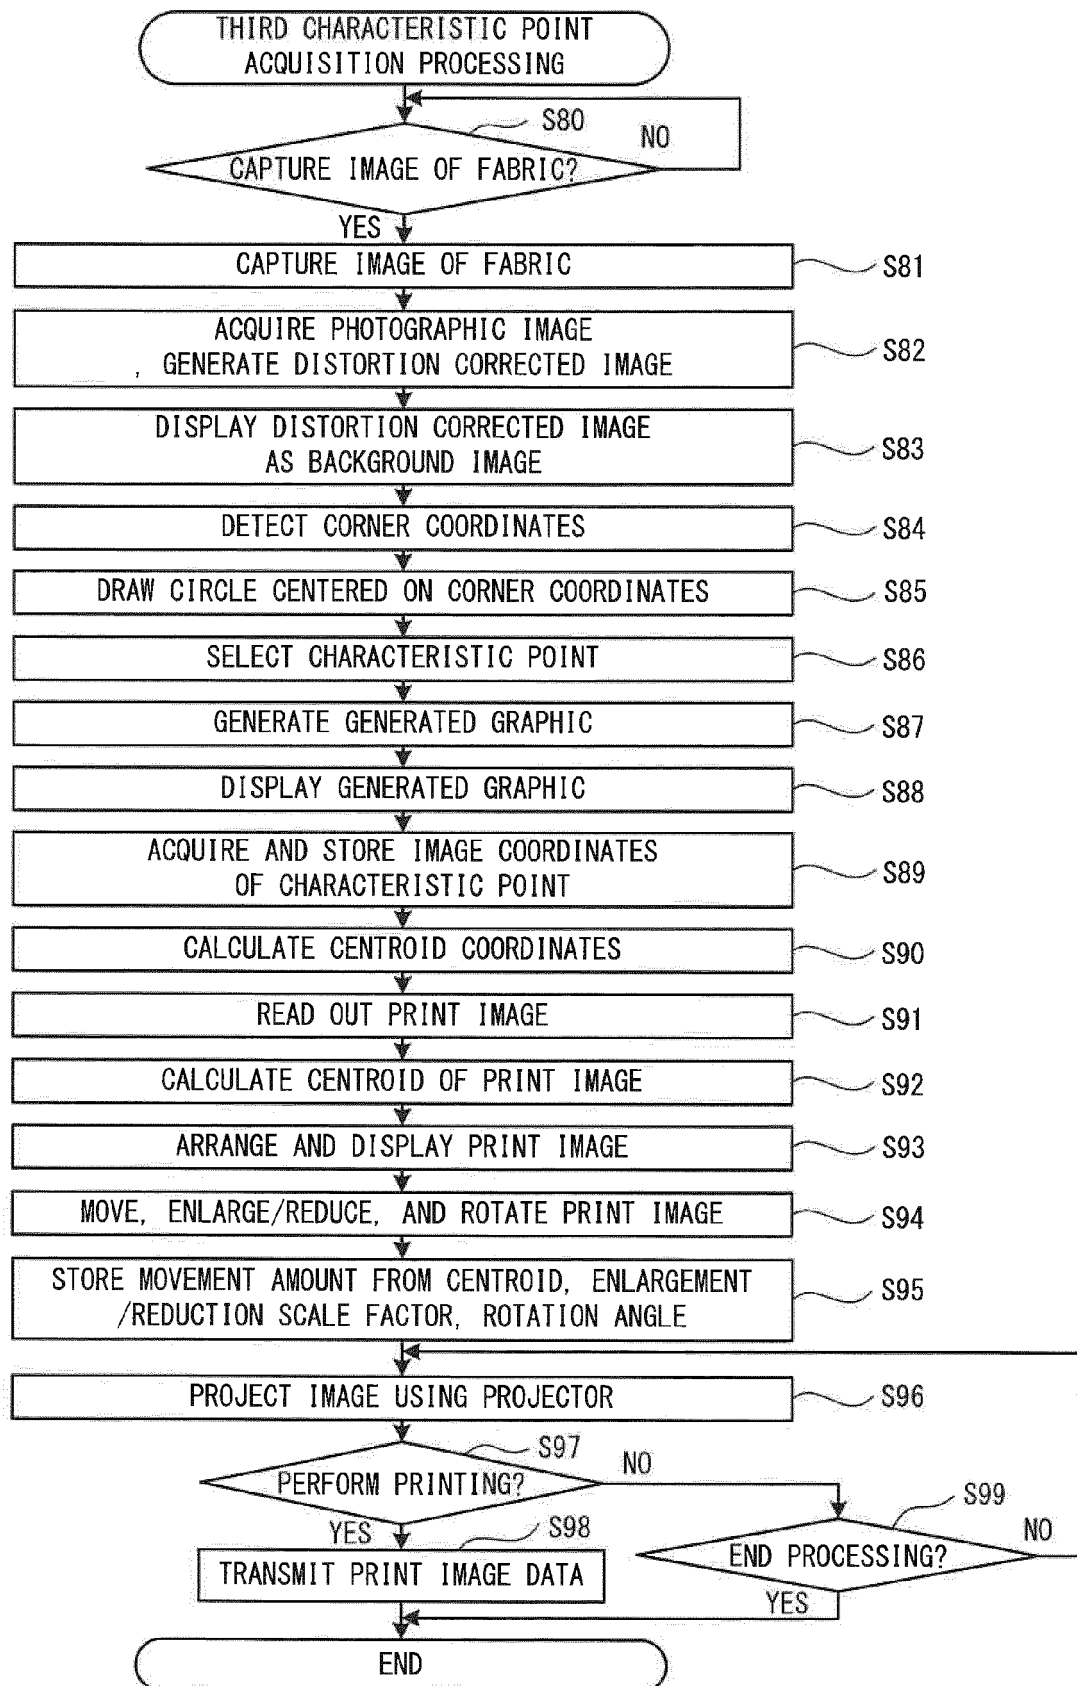 THIRD CHARACTERISTIC POINT
ACQUISITION PROCESSING
S80
NO
CAPTURE IMAGE OF FABRIC?
YES
CAPTURE IMAGE OF FABRIC
S81
ACQUIRE PHOTOGRAPHIC IMAGE
, GENERATE DISTORTION CORRECTED IMAGE
S82
DISPLAY DISTORTION CORRECTED IMAGE
AS BACKGROUND IMAGE
S83
DETECT CORNER COORDINATES
S84
DRAW CIRCLE CENTERED ON CORNER COORDINATES
S85
SELECT CHARACTERISTIC POINT
S86
GENERATE GENERATED GRAPHIC
S87
DISPLAY GENERATED GRAPHIC
S88
ACQUIRE AND STORE IMAGE COORDINATES
OF CHARACTERISTIC POINT
S89
CALCULATE CENTROID COORDINATES
S90
READ OUT PRINT IMAGE
S91
CALCULATE CENTROID OF PRINT IMAGE
S92
ARRANGE AND DISPLAY PRINT IMAGE
S93
MOVE, ENLARGE/REDUCE, AND ROTATE PRINT IMAGE
S94
STORE MOVEMENT AMOUNT FROM CENTROID, ENLARGEMENT
/REDUCTION SCALE FACTOR, ROTATION ANGLE
S95
PROJECT IMAGE USING PROJECTOR
S96
S97
PERFORM PRINTING?
NO
YES
S98
TRANSMIT PRINT IMAGE DATA
S99
END PROCESSING?
NO
YES
END